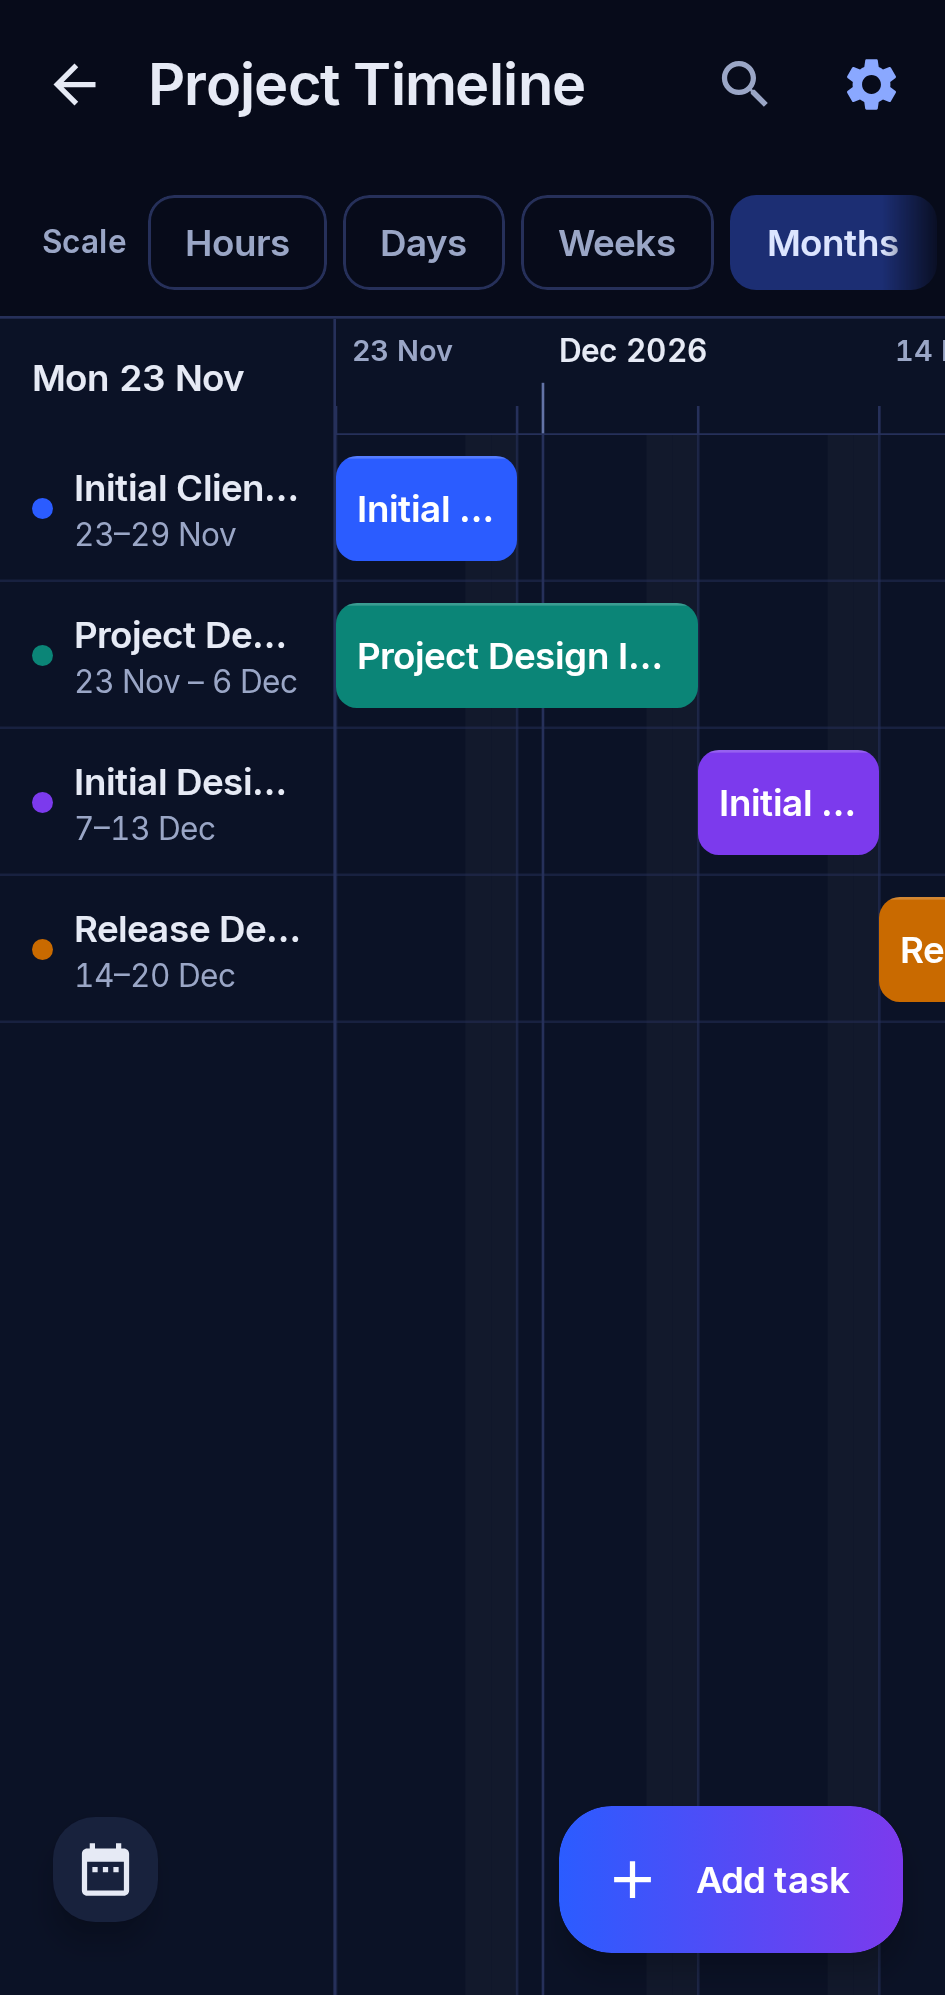 Project Timeline
Scale
Hours
Days
Weeks
Months
Mon 23 Nov
23 Nov
Dec 2026
14
Initial Clien...
23–29 Nov
Initial ...
Project De...
23 Nov – 6 Dec
Project Design I...
Initial Desi...
7–13 Dec
Initial ...
Release De...
14–20 Dec
Re
Add task